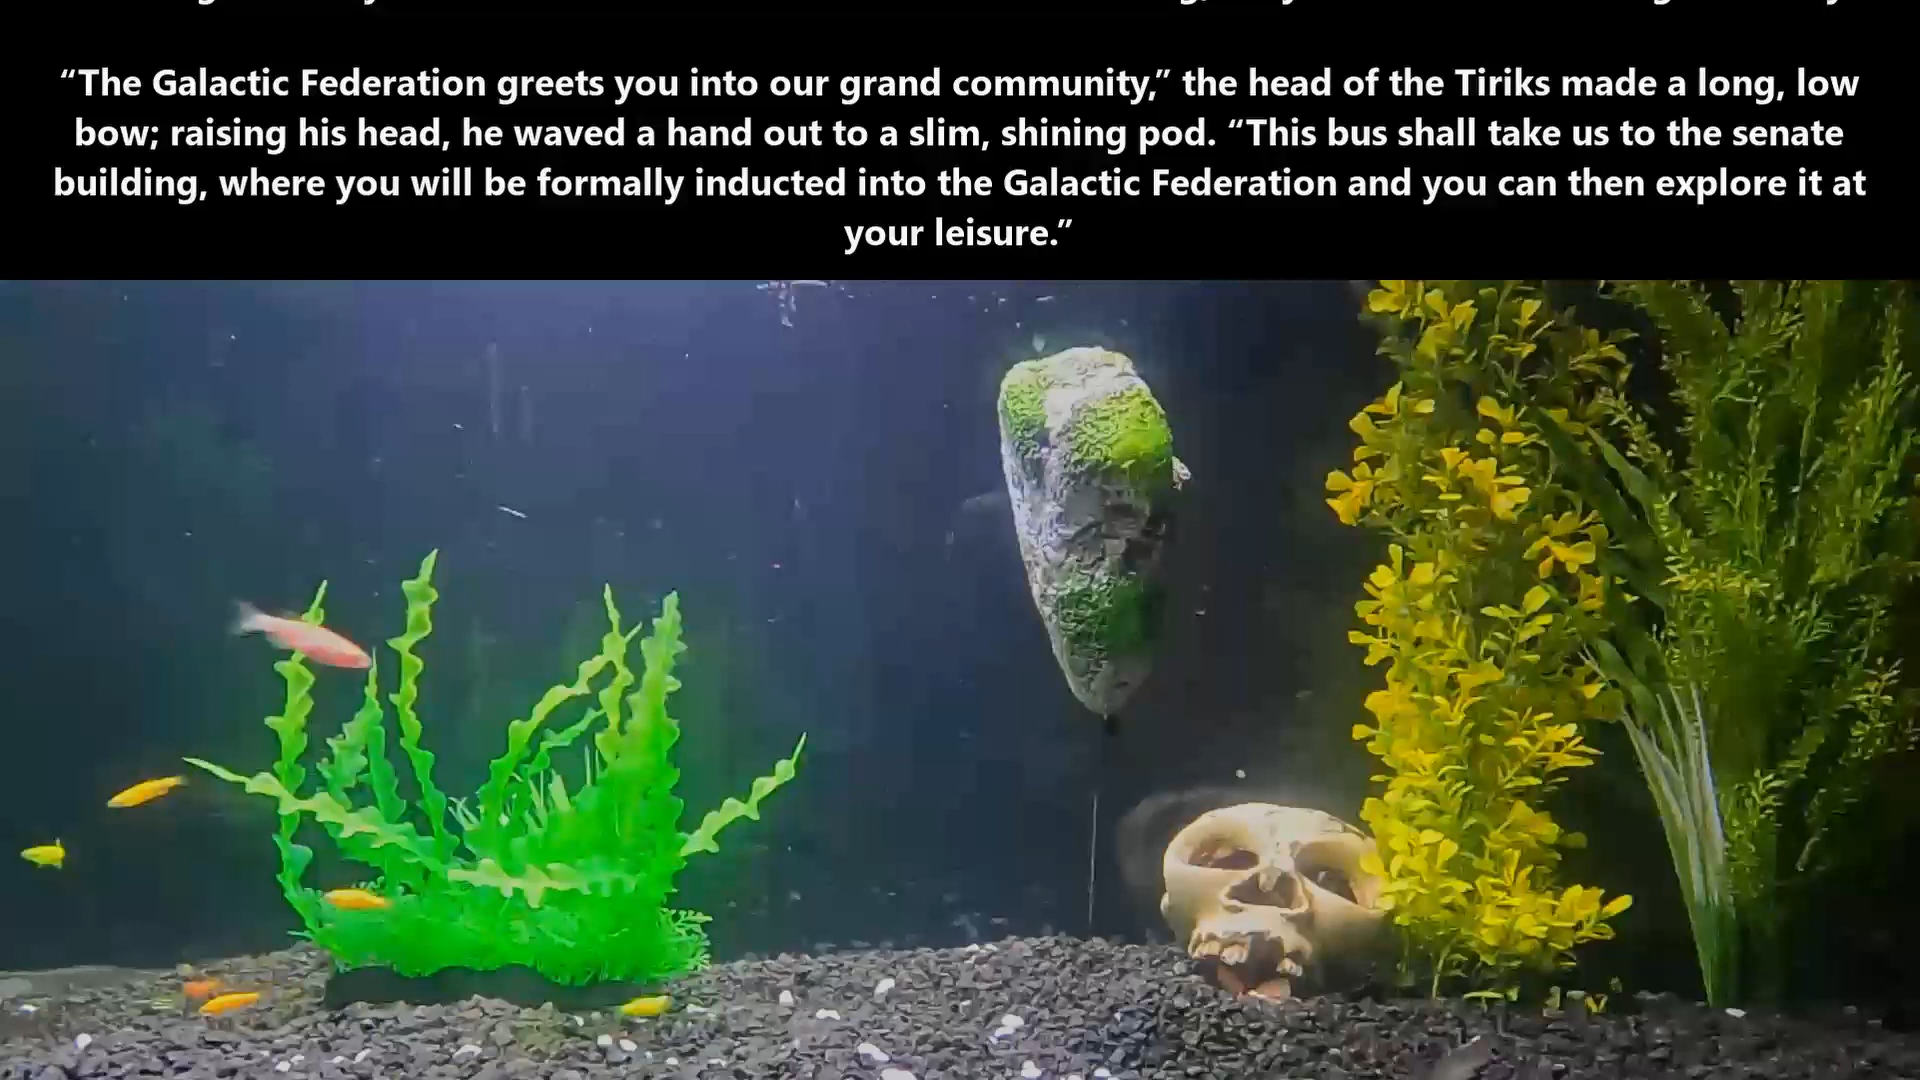 “The Galactic Federation greets you into our grand community,” the head of the Tiriks made a long, low
bow; raising his head, he waved a hand out to a slim, shining pod. “This bus shall take us to the senate
building, where you will be formally inducted into the Galactic Federation and you can then explore it at
your leisure.”